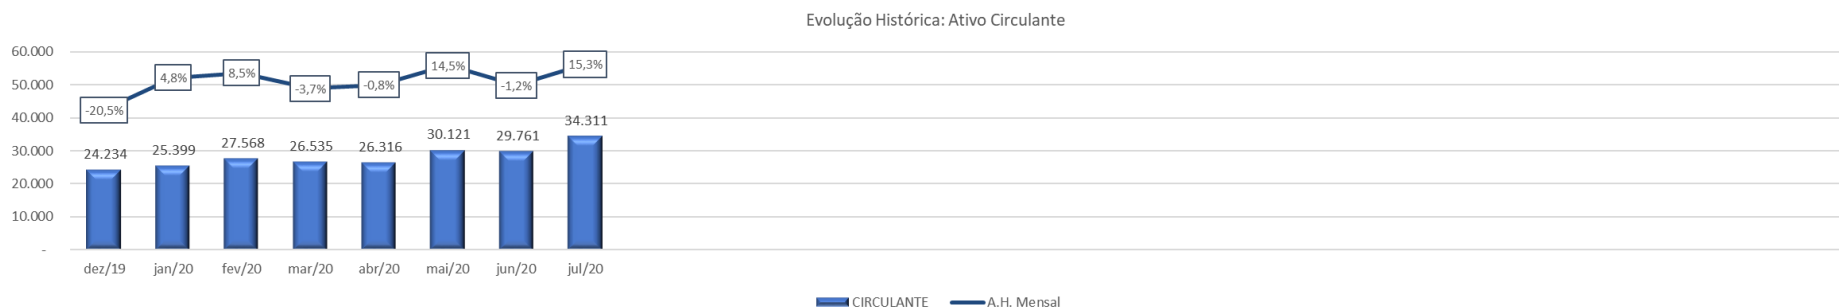 Evolução Histórica: Ativo Circulante
60.000
50.000
40.000
30.000
20.000
10.000
-
-20,5%
4,8%
8,5%
-3,7%
-0,8%
14,5%
-1,2%
15,3%
24.234
25.399
27.568
26.535
26.316
30.121
29.761
34.311
dez/19
jan/20
fev/20
mar/20
abr/20
mai/20
jun/20
jul/20
CIRCULANTE
A.H. Mensal